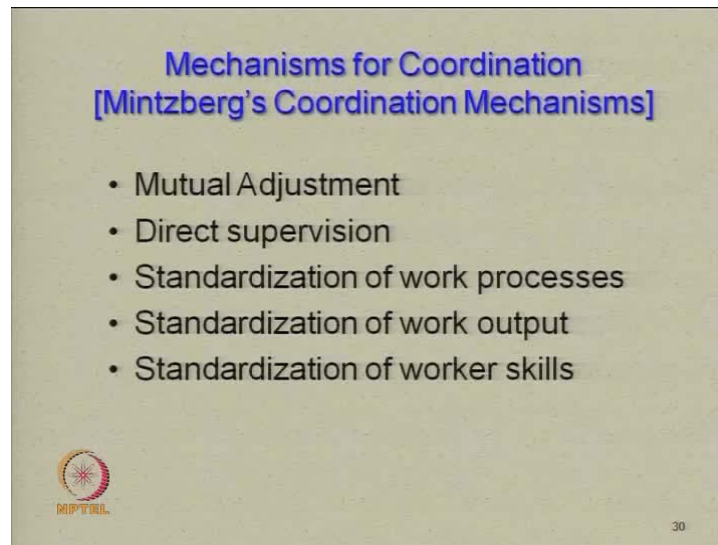 Mechanisms for Coordination
[Mintzberg's Coordination Mechanisms]
• Mutual Adjustment
• Direct supervision
• Standardization of work processes
• Standardization of work output
• Standardization of worker skills
NPTEL
30